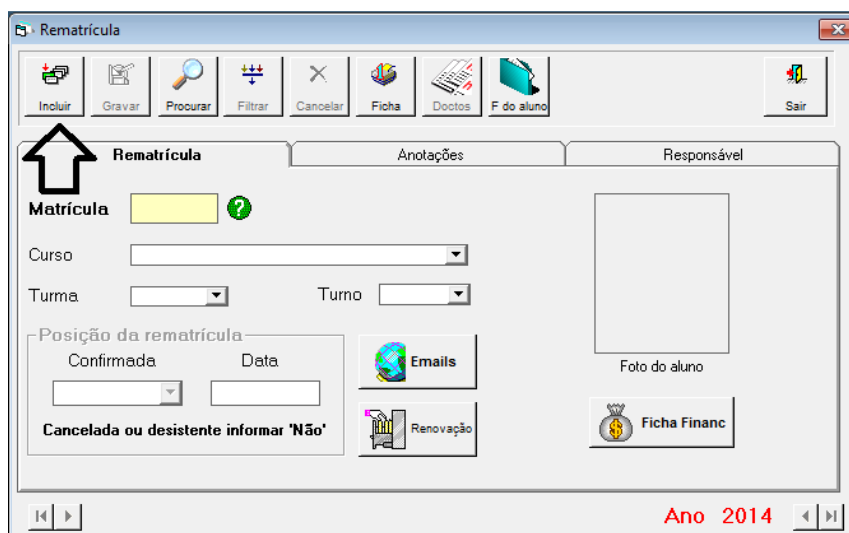 Rematrícula
Incluir Gravar Procurar Filtrar Cancelar Ficha Doctos F do aluno Sair
Rematrícula Anotações Responsável
Matrícula ?
Curso
Turma Turno
Posição da rematrícula
Confirmada Data
Emails
Foto do aluno
Cancelada ou desistente informar 'Não'
Renovação
Ficha Financ
Ano 2014